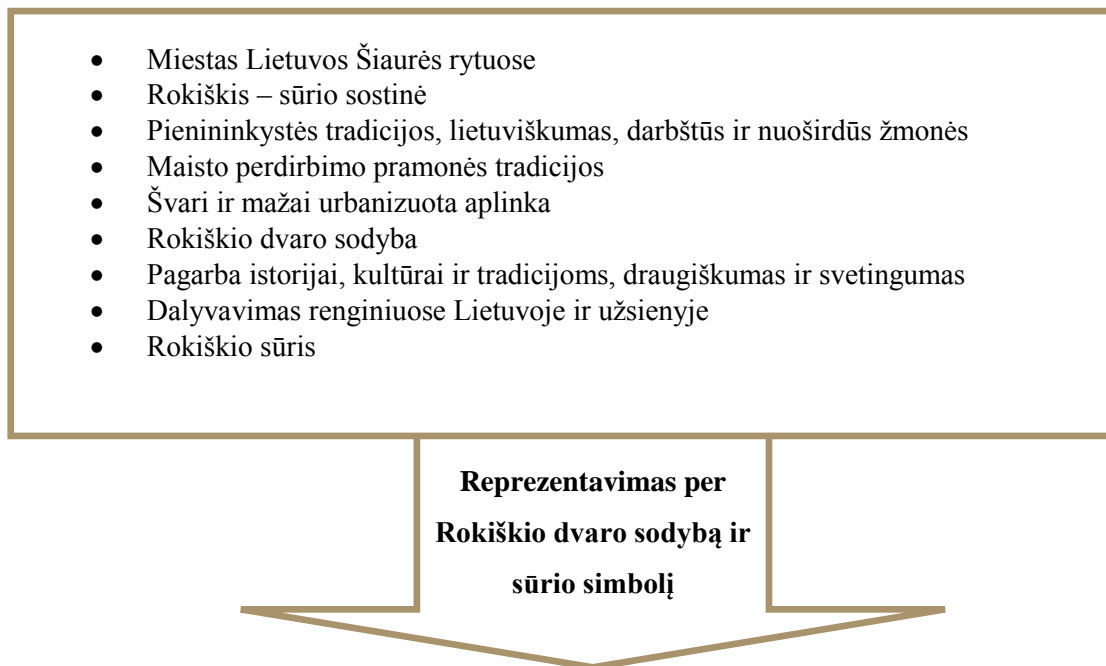 • Miestas Lietuvos Šiaurės rytuose
• Rokiškis – sūrio sostinė
• Pienininkystės tradicijos, lietuviškumas, darbštūs ir nuoširdūs žmonės
• Maisto perdirbimo pramonės tradicijos
• Švari ir mažai urbanizuota aplinka
• Rokiškio dvaro sodyba
• Pagarba istorijai, kultūrai ir tradicijoms, draugiškumas ir svetingumas
• Dalyvavimas renginiuose Lietuvoje ir užsienyje
• Rokiškio sūris
Reprezentavimas per
Rokiškio dvaro sodybą ir
sūrio simbolį